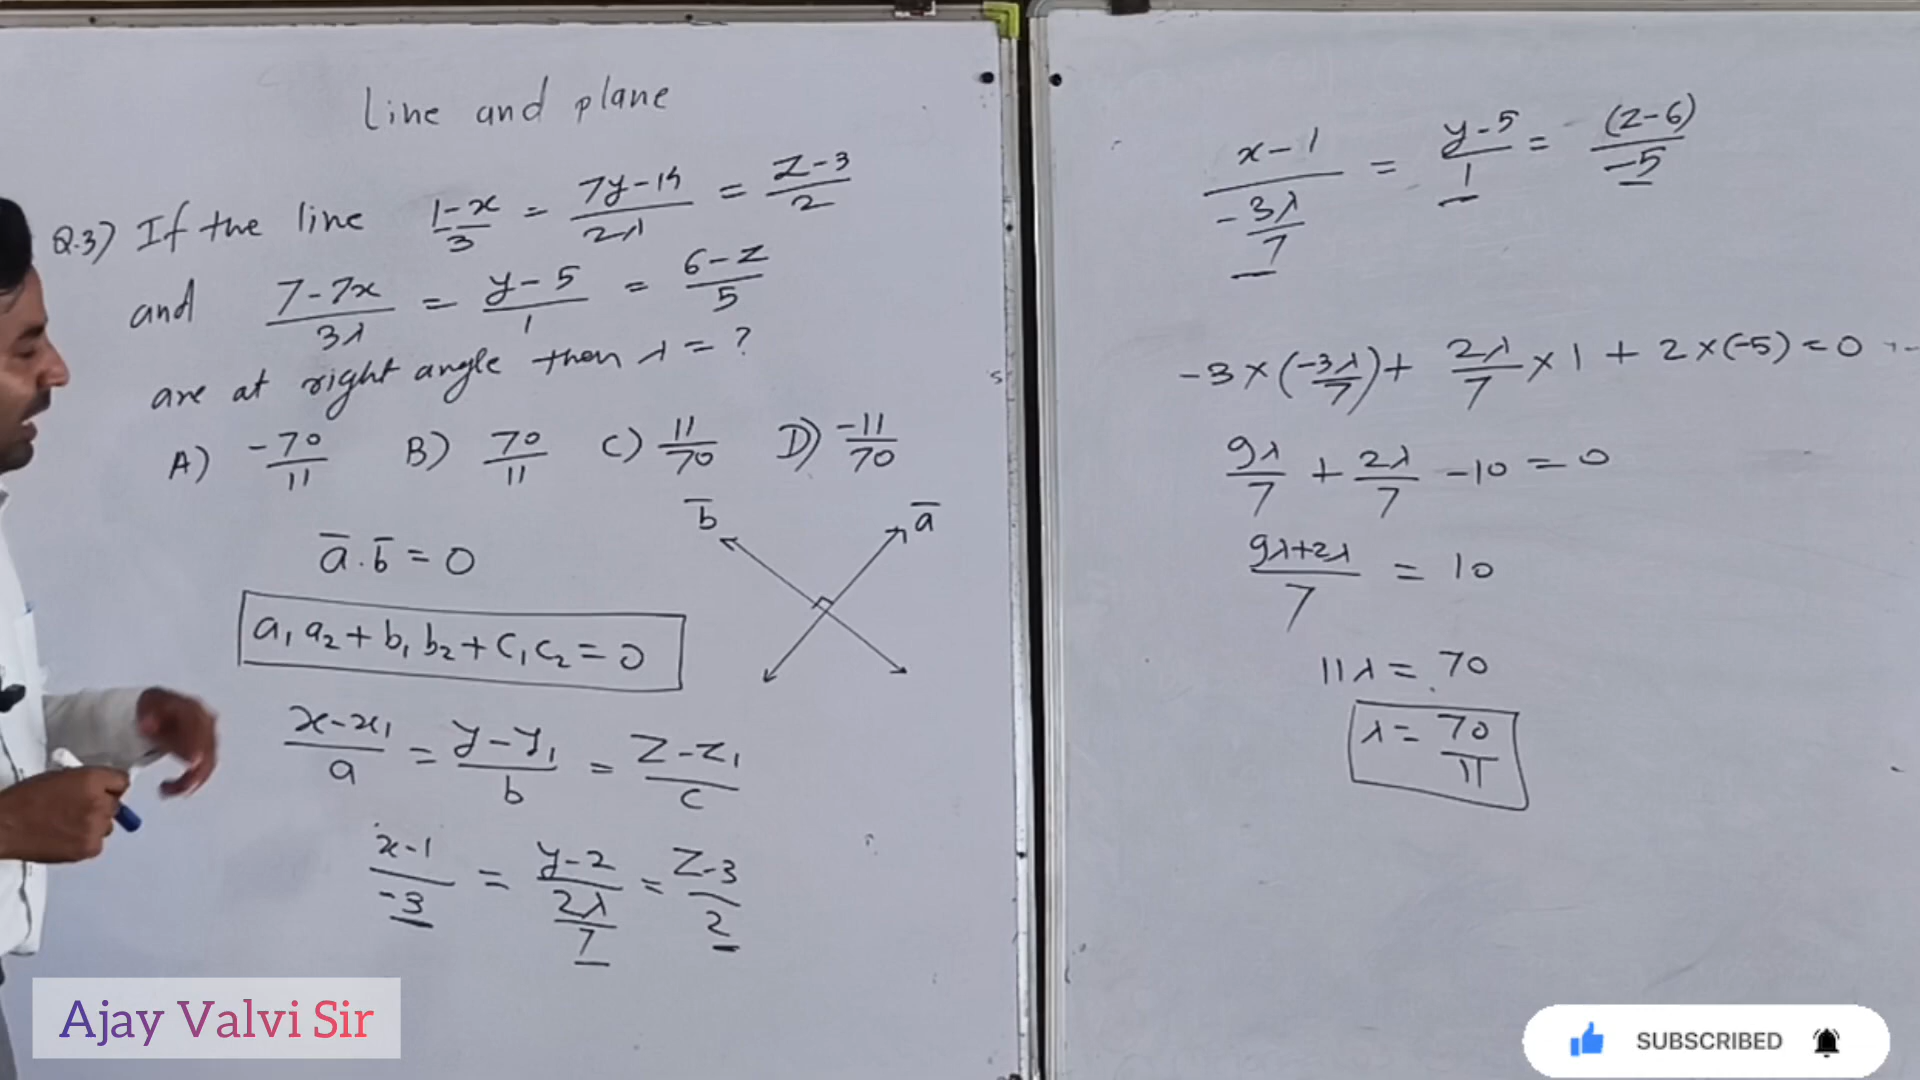 Line and plane
Q.3) If the line (1-x)/3 = (7y-14)/2λ = (z-3)/2
and (7-7x)/3λ = (y-5)/1 = (6-z)/5
are at right angle then λ = ?
A) -70/11 B) 70/11 C) 11/70 D) -11/70
b̄ ā
ā.b̄ = 0
a₁a₂ + b₁b₂ + c₁c₂ = 0
(x-x₁)/a = (y-y₁)/b = (z-z₁)/c
(x-1)/-3 = (y-2)/(2λ/7) = (z-3)/2
(x-1)/(-3λ/7) = (y-5)/1 = (z-6)/-5
-3×(-3λ/7) + 2λ/7 × 1 + 2×(-5) = 0
9λ/7 + 2λ/7 -10 = 0
(9λ+2λ)/7 = 10
11λ = 70
λ = 70/11
Ajay Valvi Sir
SUBSCRIBED